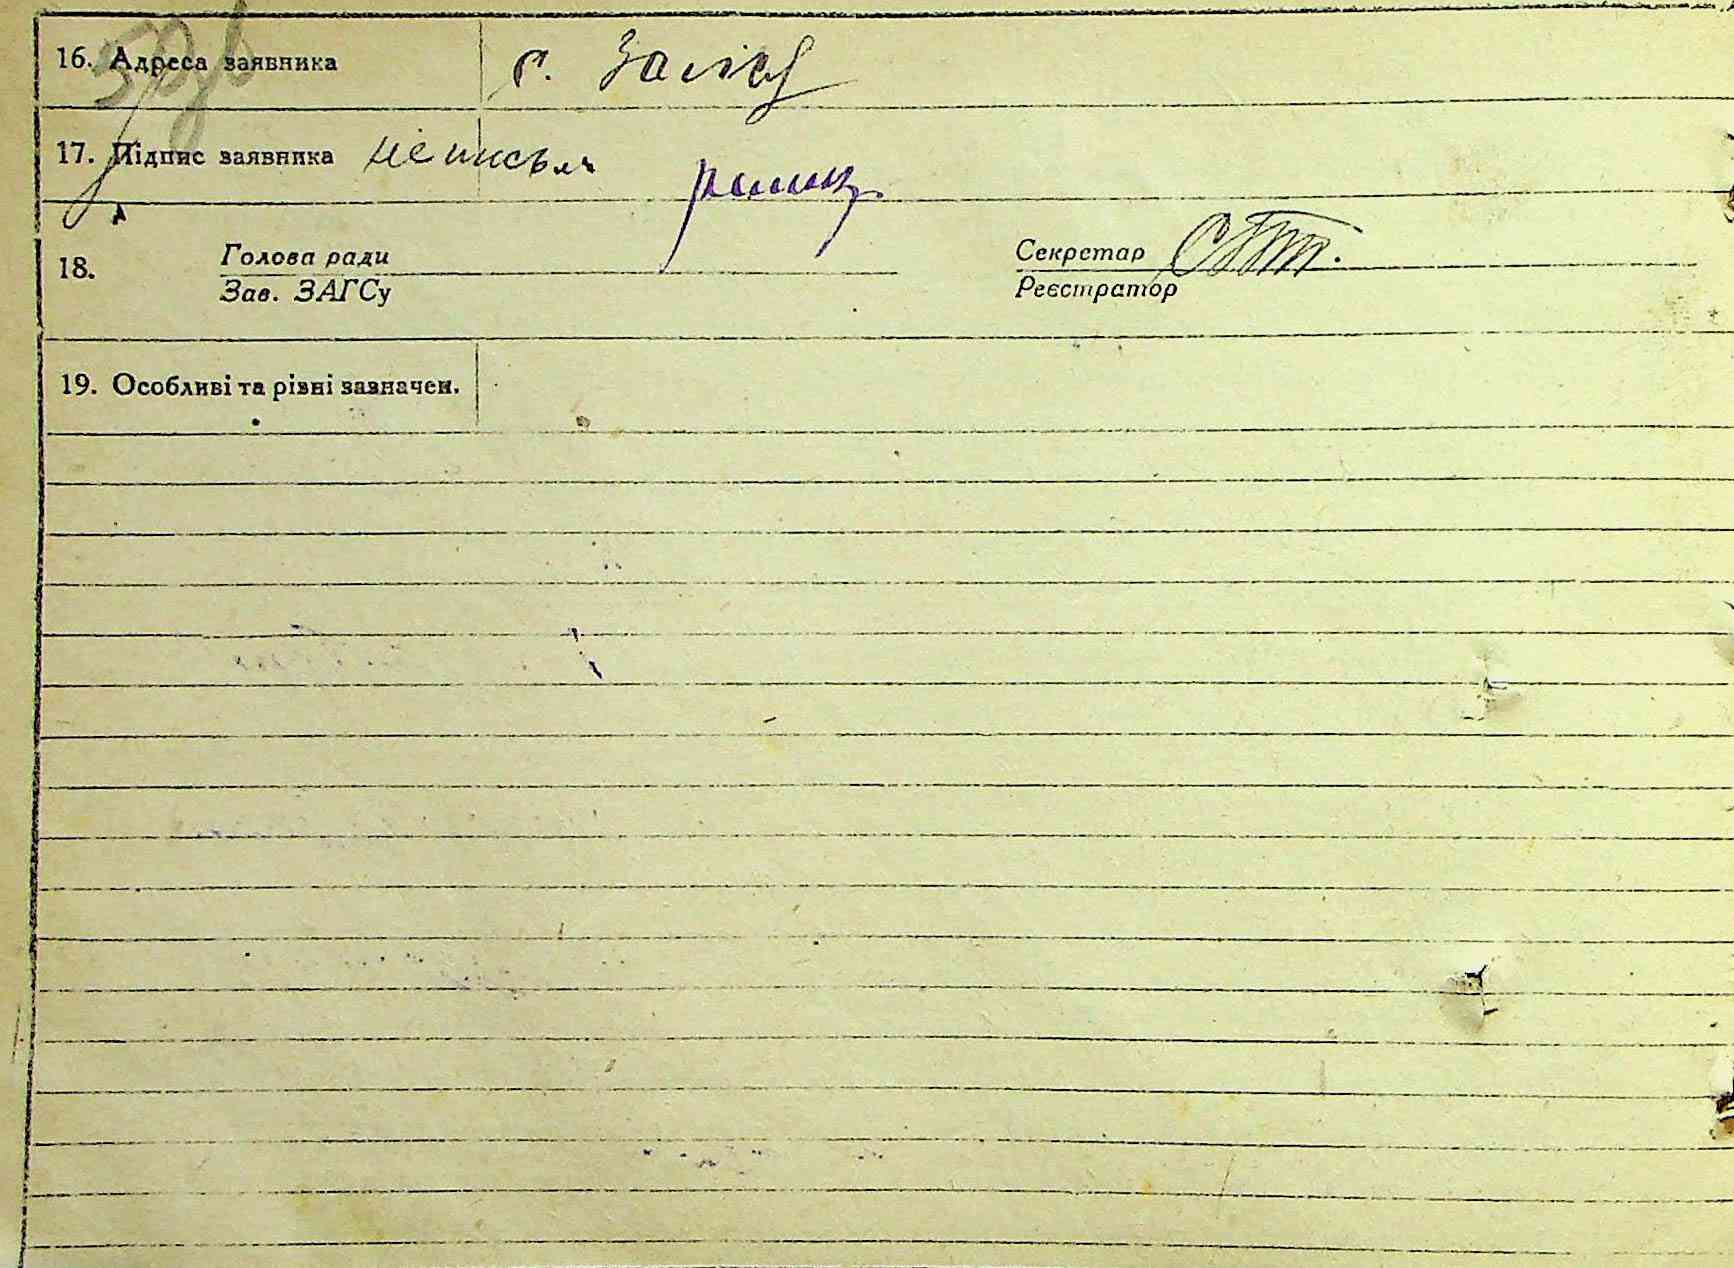 16. Адреса заявника с. Заліся
17. Підпис заявника неписьм
18. Голова ради Секретар
Зав. ЗАГСу Реєстратор
19. Особливі та рівні зазначен.